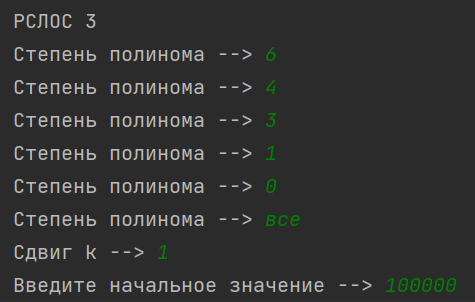 РСЛОС 3
Степень полинома --> 6
Степень полинома --> 4
Степень полинома --> 3
Степень полинома --> 1
Степень полинома --> 0
Степень полинома --> все
Сдвиг k --> 1
Введите начальное значение --> 100000